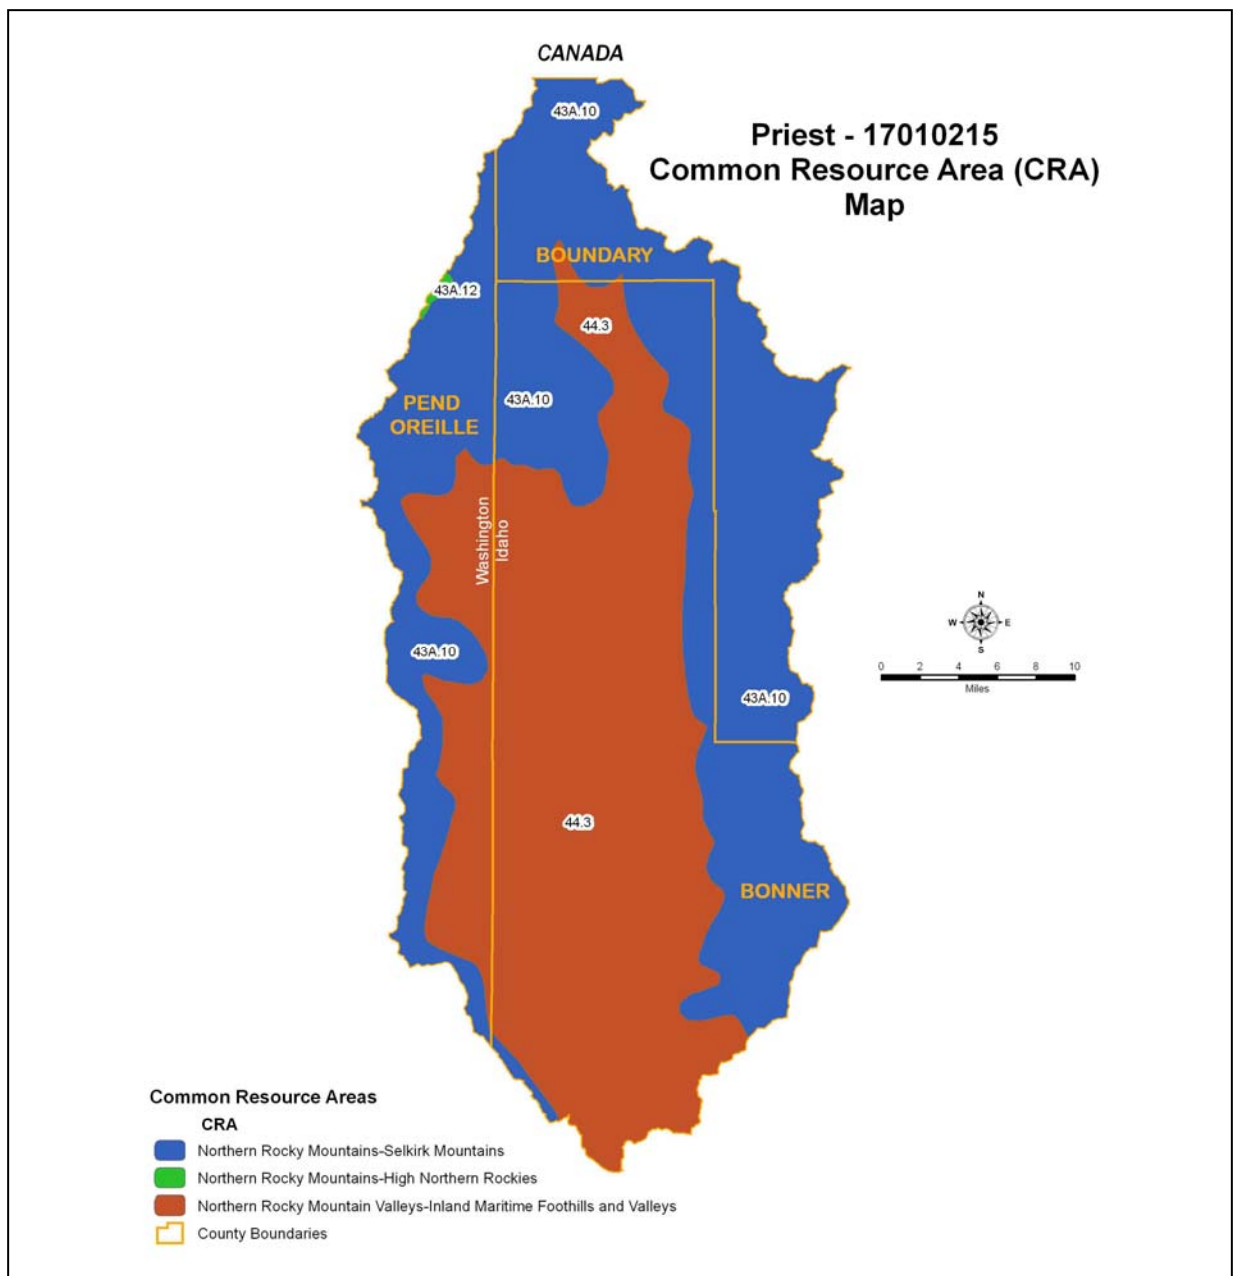 CANADA
43A.10
Priest - 17010215
Common Resource Area (CRA)
Map
BOUNDARY
43A.12
44.3
43A.10
PEND
OREILLE
Washington
Idaho
N
W
E
S
43A.10
0 2 4 6 8 10
Miles
43A.10
44.3
BONNER
Common Resource Areas
CRA
Northern Rocky Mountains-Selkirk Mountains
Northern Rocky Mountains-High Northern Rockies
Northern Rocky Mountain Valleys-Inland Maritime Foothills and Valleys
County Boundaries